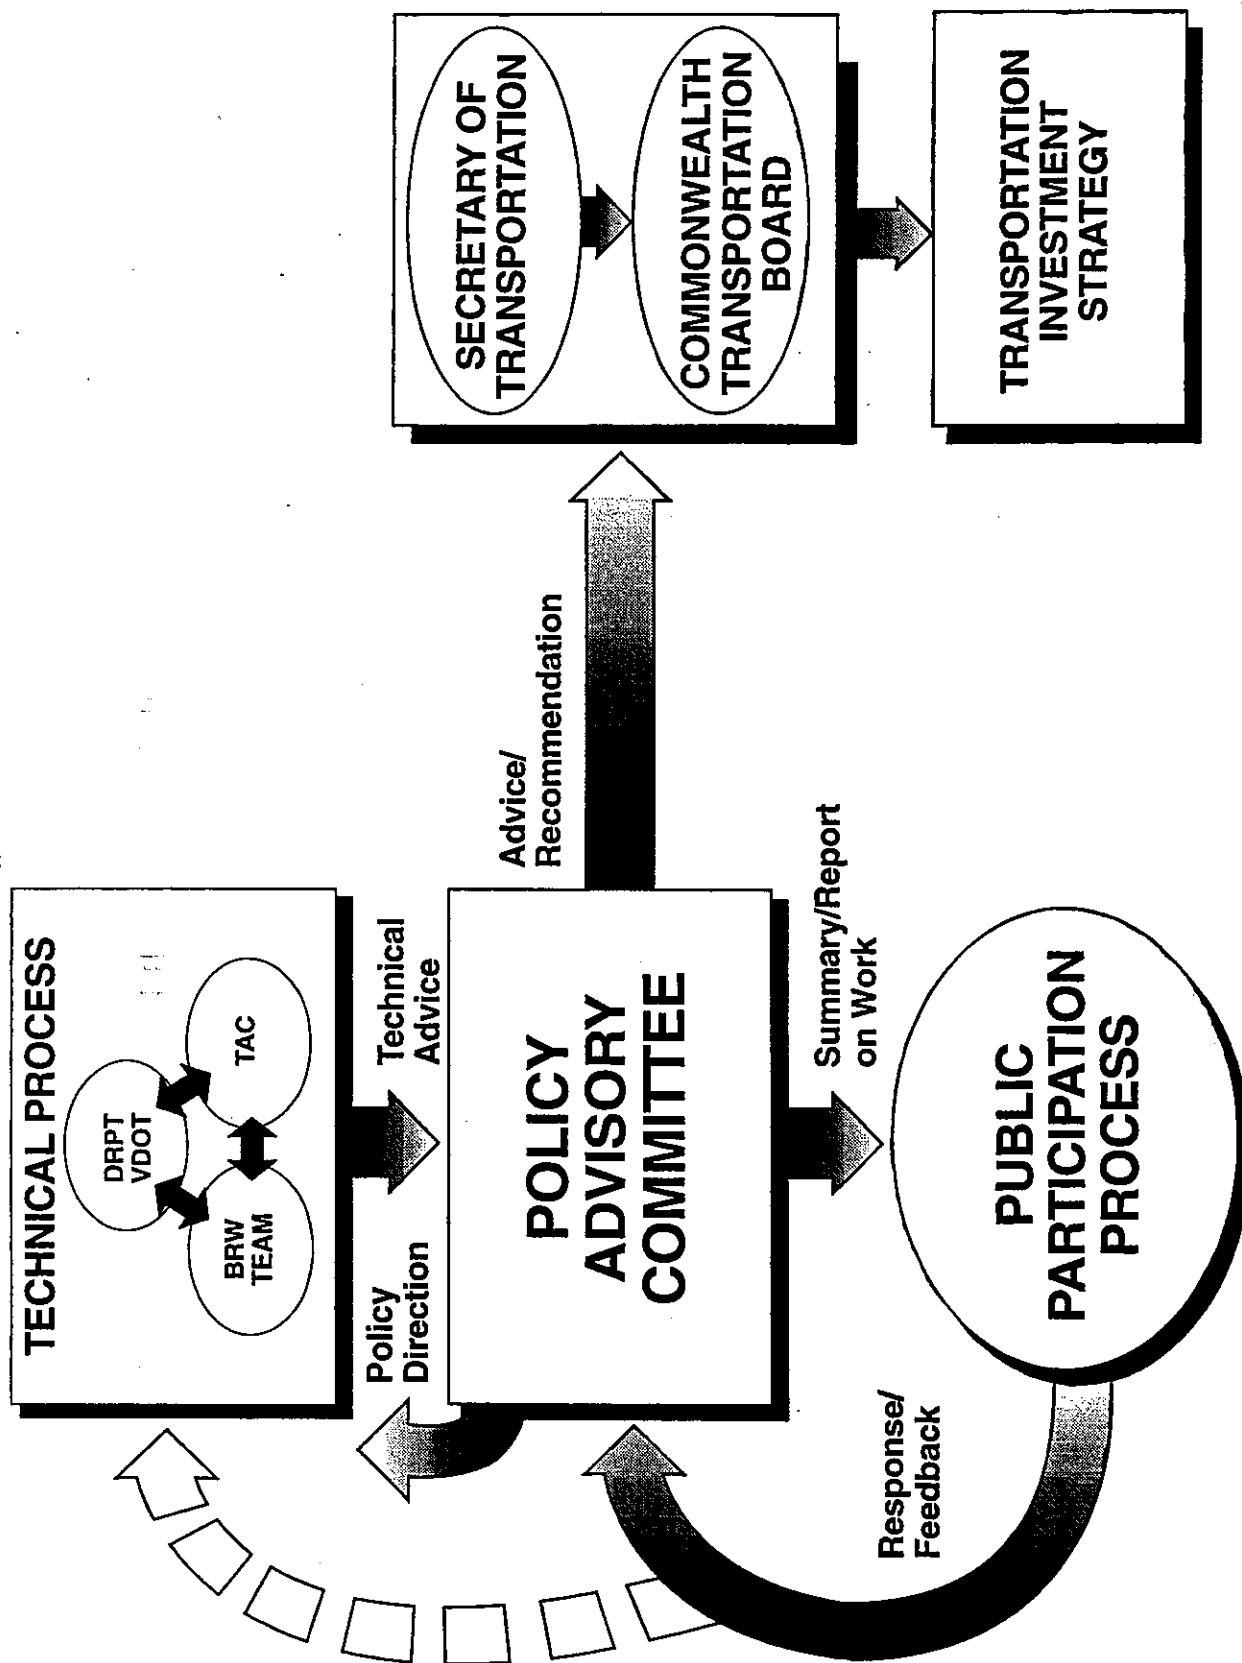 TECHNICAL PROCESS
DRPT
VDOT
BRW
TEAM
TAC
Policy
Direction
Technical
Advice
POLICY
ADVISORY
COMMITTEE
Advice/
Recommendation
SECRETARY OF
TRANSPORTATION
COMMONWEALTH
TRANSPORTATION
BOARD
TRANSPORTATION
INVESTMENT
STRATEGY
Summary/Report
on Work
Response/
Feedback
PUBLIC
PARTICIPATION
PROCESS